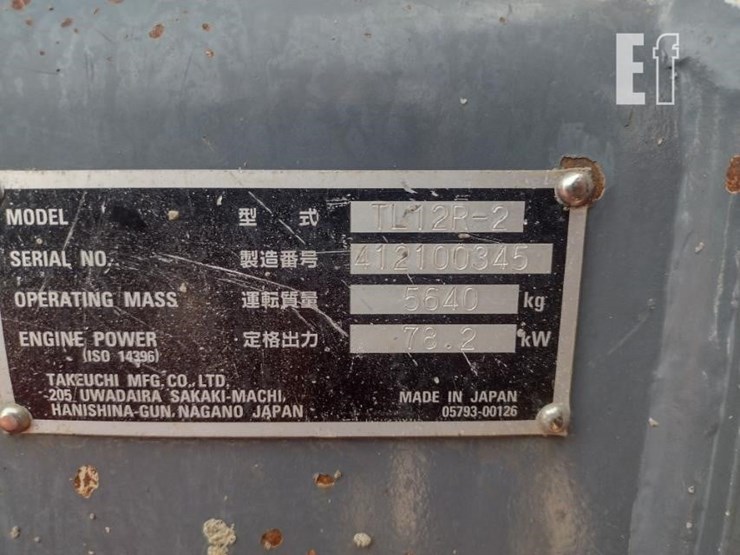 Ef
MODEL 型 式 TL12R-2
SERIAL NO. 製造番号 412100345
OPERATING MASS 運転質量 5640 kg
ENGINE POWER 定格出力 78.2 kW
(ISO 14396)
TAKEUCHI MFG. CO., LTD.
205 UWADAIRA SAKAKI-MACHI,
HANISHINA-GUN, NAGANO JAPAN
MADE IN JAPAN
05793-00126